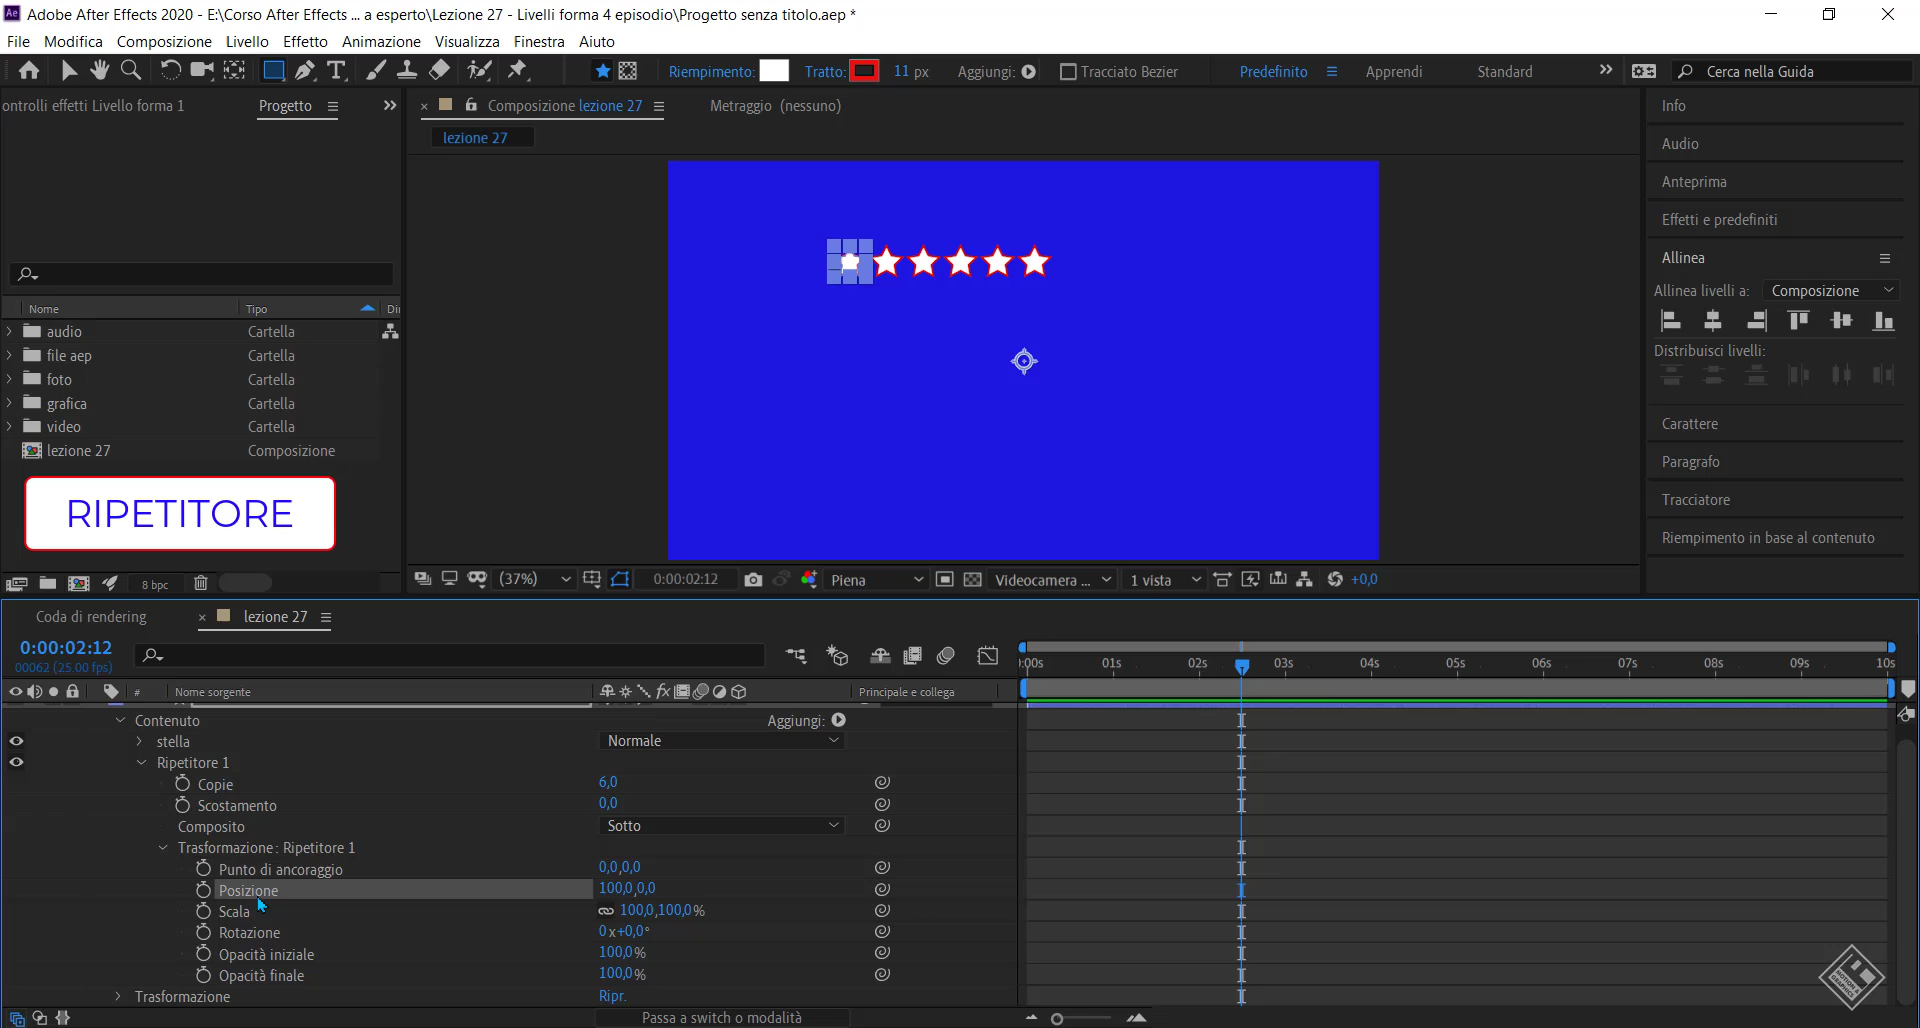 Adobe After Effects 2020 - E:\Corso After Effects ... a esperto\Lezione 27 - Livelli forma 4 episodio\Progetto senza titolo.aep *
File Modifica Composizione Livello Effetto Animazione Visualizza Finestra Aiuto
Riempimento: Tratto: 11 px Aggiungi: Tracciato Bezier Predefinito Apprendi Standard Cerca nella Guida
ontrolli effetti Livello forma 1 Progetto
Composizione lezione 27 Metraggio (nessuno)
lezione 27
Nome Tipo Di
audio Cartella
file aep Cartella
foto Cartella
grafica Cartella
video Cartella
lezione 27 Composizione
RIPETITORE
8 bpc
(37%) 0:00:02:12 Piena Videocamera ... 1 vista +0,0
Info
Audio
Anteprima
Effetti e predefiniti
Allinea
Allinea livelli a: Composizione
Distribuisci livelli:
Carattere
Paragrafo
Tracciatore
Riempimento in base al contenuto
Coda di rendering lezione 27
0:00:02:12
00062 (25.00 fps)
):00s 01s 02s 03s 04s 05s 06s 07s 08s 09s 10s
# Nome sorgente fx Principale e collega
Contenuto Aggiungi:
stella Normale
Ripetitore 1
Copie 6,0
Scostamento 0,0
Composito Sotto
Trasformazione: Ripetitore 1
Punto di ancoraggio 0,0,0,0
Posizione 100,0,0,0
Scala 100,0,100,0%
Rotazione 0x+0,0°
Opacità iniziale 100,0%
Opacità finale 100,0%
Trasformazione Ripr.
Passa a switch o modalità